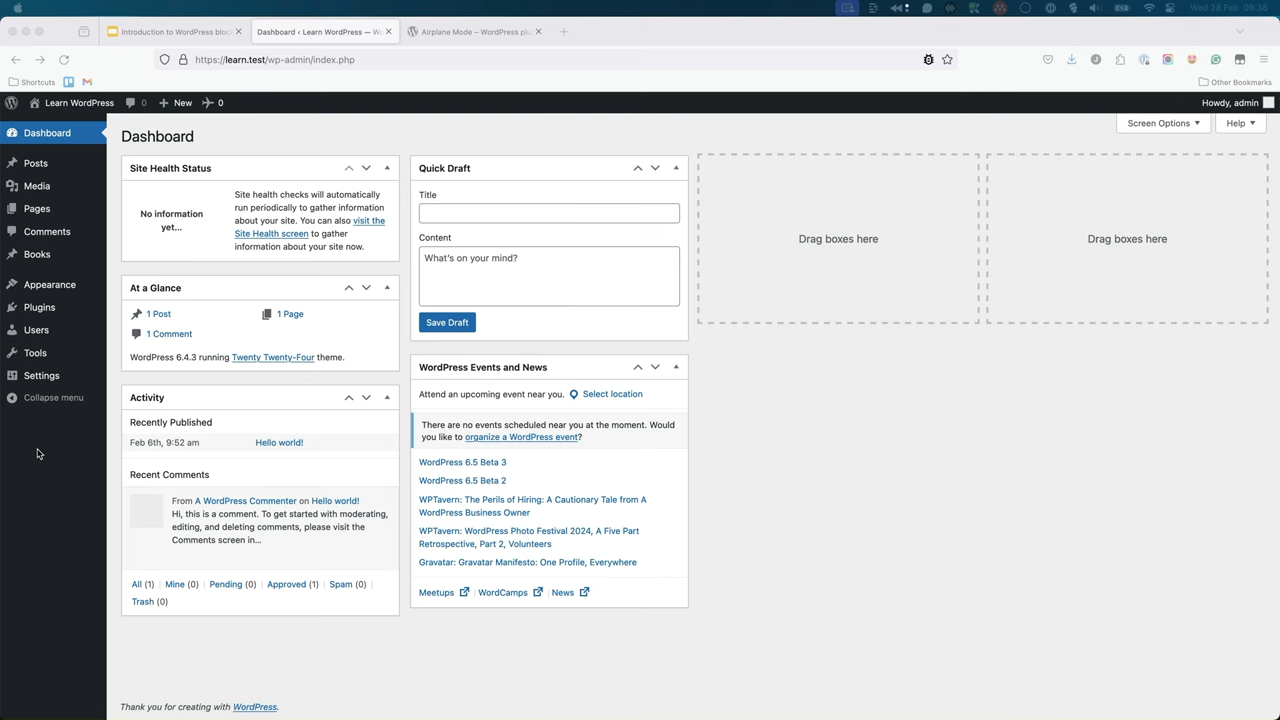 Wed 28 Feb 09:38
Introduction to WordPress bloc
Dashboard ‹ Learn WordPress — W
Airplane Mode – WordPress plu
https://learn.test/wp-admin/index.php
Shortcuts
Other Bookmarks
Learn WordPress
0
New
0
Howdy, admin
Dashboard
Posts
Media
Pages
Comments
Books
Appearance
Plugins
Users
Tools
Settings
Collapse menu
Dashboard
Screen Options
Help
Site Health Status
No information
yet...
Site health checks will automatically
run periodically to gather information
about your site. You can also visit the
Site Health screen to gather
information about your site now.
At a Glance
1 Post
1 Page
1 Comment
WordPress 6.4.3 running Twenty Twenty-Four theme.
Activity
Recently Published
Feb 6th, 9:52 am
Hello world!
Recent Comments
From A WordPress Commenter on Hello world!
Hi, this is a comment. To get started with moderating,
editing, and deleting comments, please visit the
Comments screen in...
All (1) | Mine (0) | Pending (0) | Approved (1) | Spam (0) |
Trash (0)
Quick Draft
Title
Content
What's on your mind?
Save Draft
WordPress Events and News
Attend an upcoming event near you.
Select location
There are no events scheduled near you at the moment. Would
you like to organize a WordPress event?
WordPress 6.5 Beta 3
WordPress 6.5 Beta 2
WPTavern: The Perils of Hiring: A Cautionary Tale from A
WordPress Business Owner
WPTavern: WordPress Photo Festival 2024, A Five Part
Retrospective, Part 2, Volunteers
Gravatar: Gravatar Manifesto: One Profile, Everywhere
Meetups | WordCamps | News
Drag boxes here
Drag boxes here
Thank you for creating with WordPress.